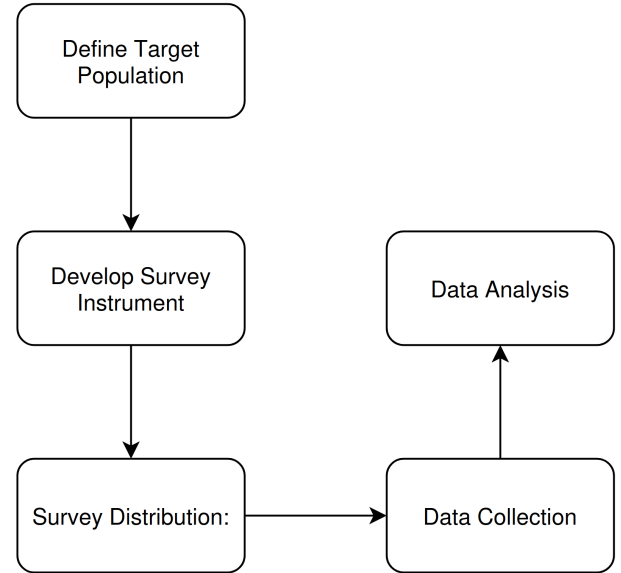 Define Target
Population
Develop Survey
Instrument
Survey Distribution:
Data Collection
Data Analysis